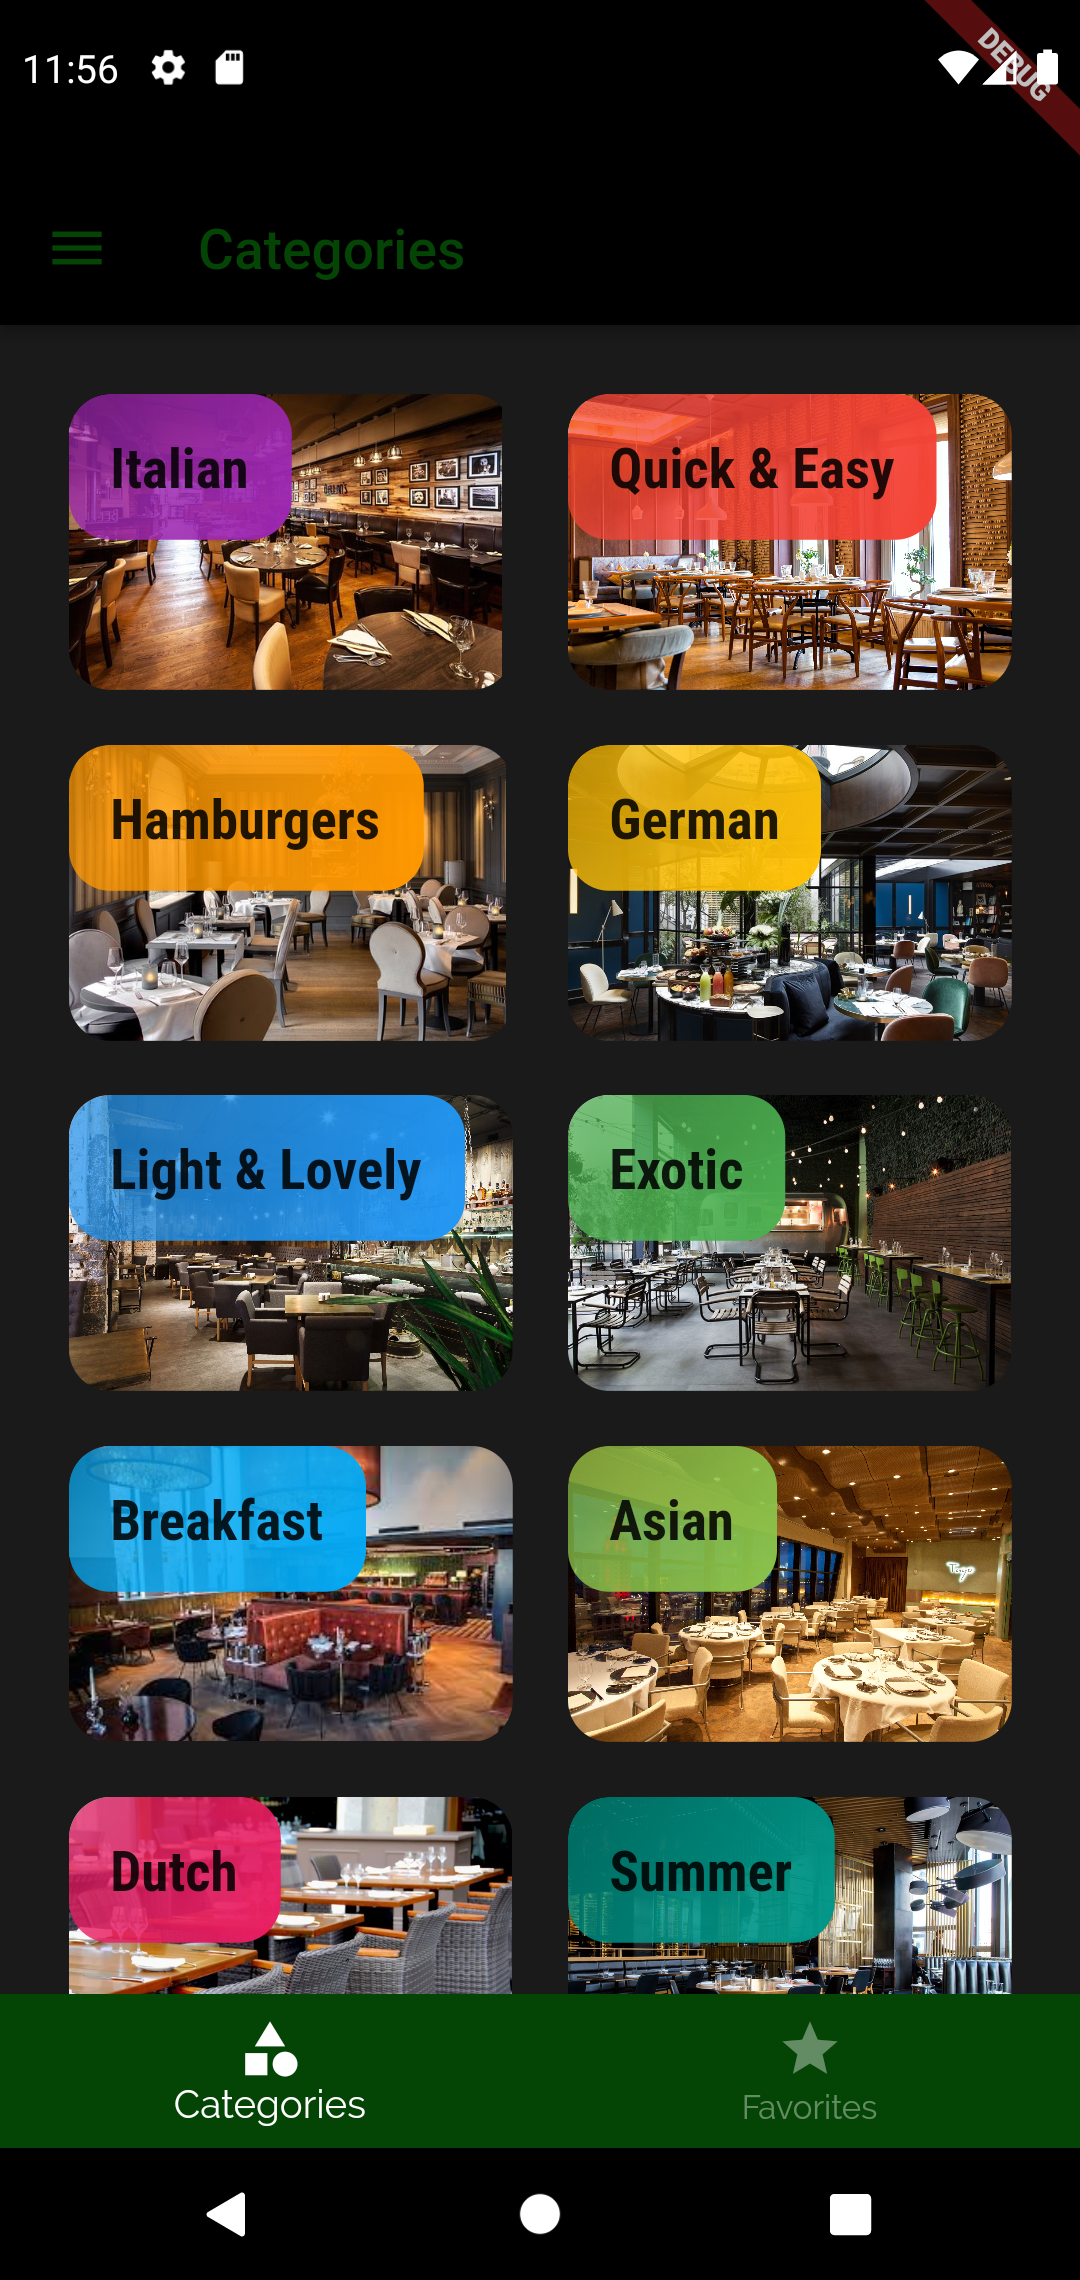 11:56
DEBUG
Categories
Italian
Quick & Easy
Hamburgers
German
Light & Lovely
Exotic
Breakfast
Asian
Dutch
Summer
Categories
Favorites